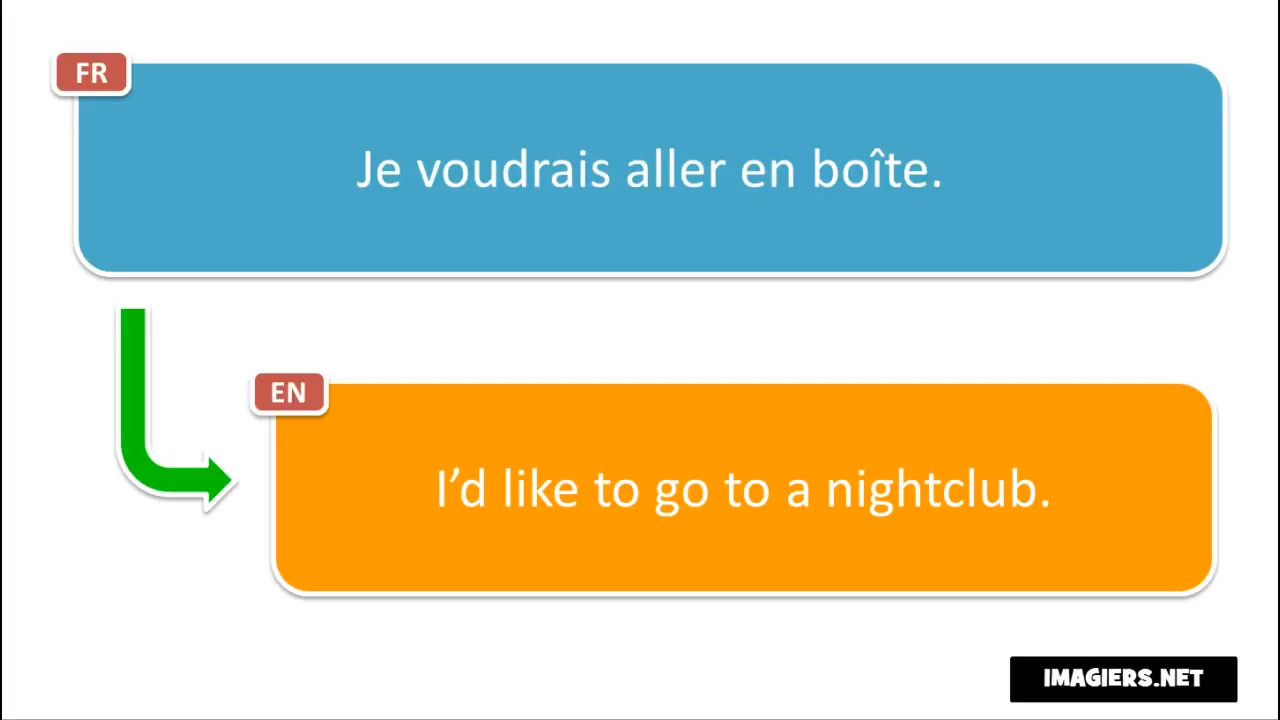 FR
Je voudrais aller en boîte.
EN
I’d like to go to a nightclub.
IMAGIERS.NET